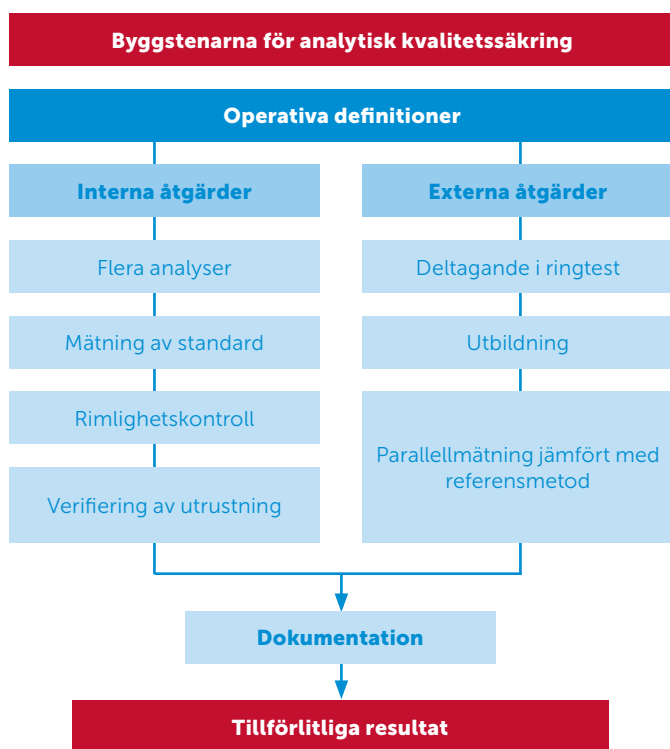 Byggstenarna för analytisk kvalitetssäkring
Operativa definitioner
Interna åtgärder
Flera analyser
Mätning av standard
Rimlighetskontroll
Verifiering av utrustning
Externa åtgärder
Deltagande i ringtest
Utbildning
Parallellmätning jämfört med
referensmetod
Dokumentation
Tillförlitliga resultat